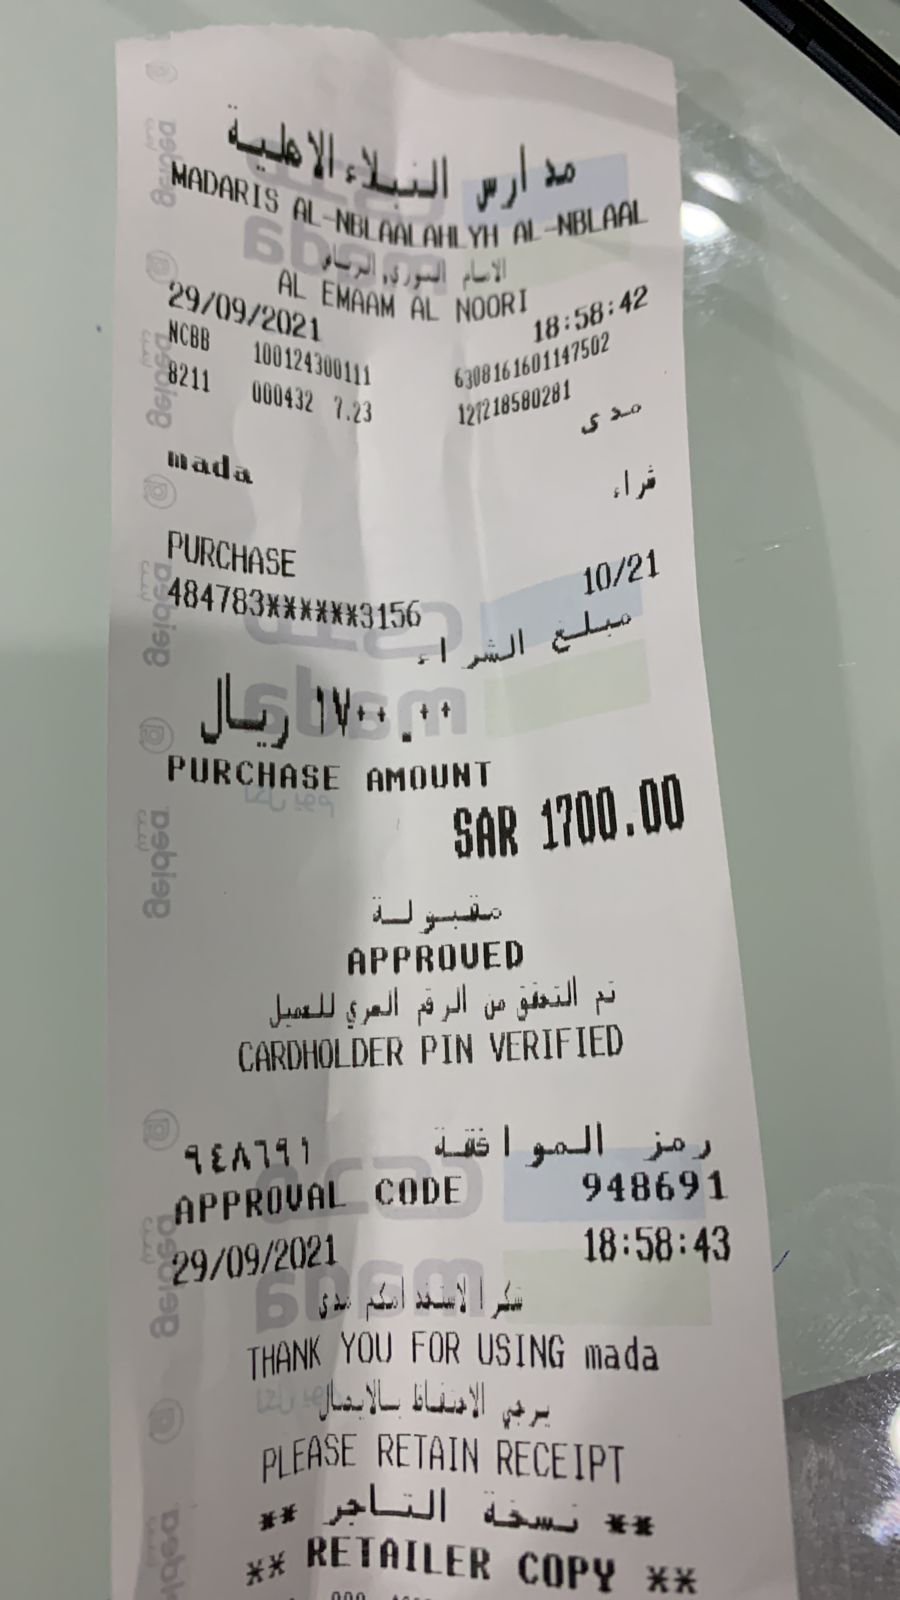 مدارس النبلاء الاهلية
MADARIS AL-NBLAALAHLYH AL-NBLAAL
الامام النووي, الرياض
AL EMAAM AL NOORI
29/09/2021 18:58:42
NCBB 100124300111 6308161601147502
8211 000432 7.23 127218580281
مدى
mada
شراء
PURCHASE
484783******3156 10/21
مبلغ الشراء
١٧٠٠.٠٠ ريال
PURCHASE AMOUNT
SAR 1700.00
مقبولة
APPROVED
تم التحقق من الرقم السري للعميل
CARDHOLDER PIN VERIFIED
رمز الموافقة ٩٤٨٦٩١
APPROVAL CODE 948691
29/09/2021 18:58:43
شكرا لاستخدامكم مدى
THANK YOU FOR USING mada
يرجى الاحتفاظ بالايصال
PLEASE RETAIN RECEIPT
** نسخة التاجر **
** RETAILER COPY **